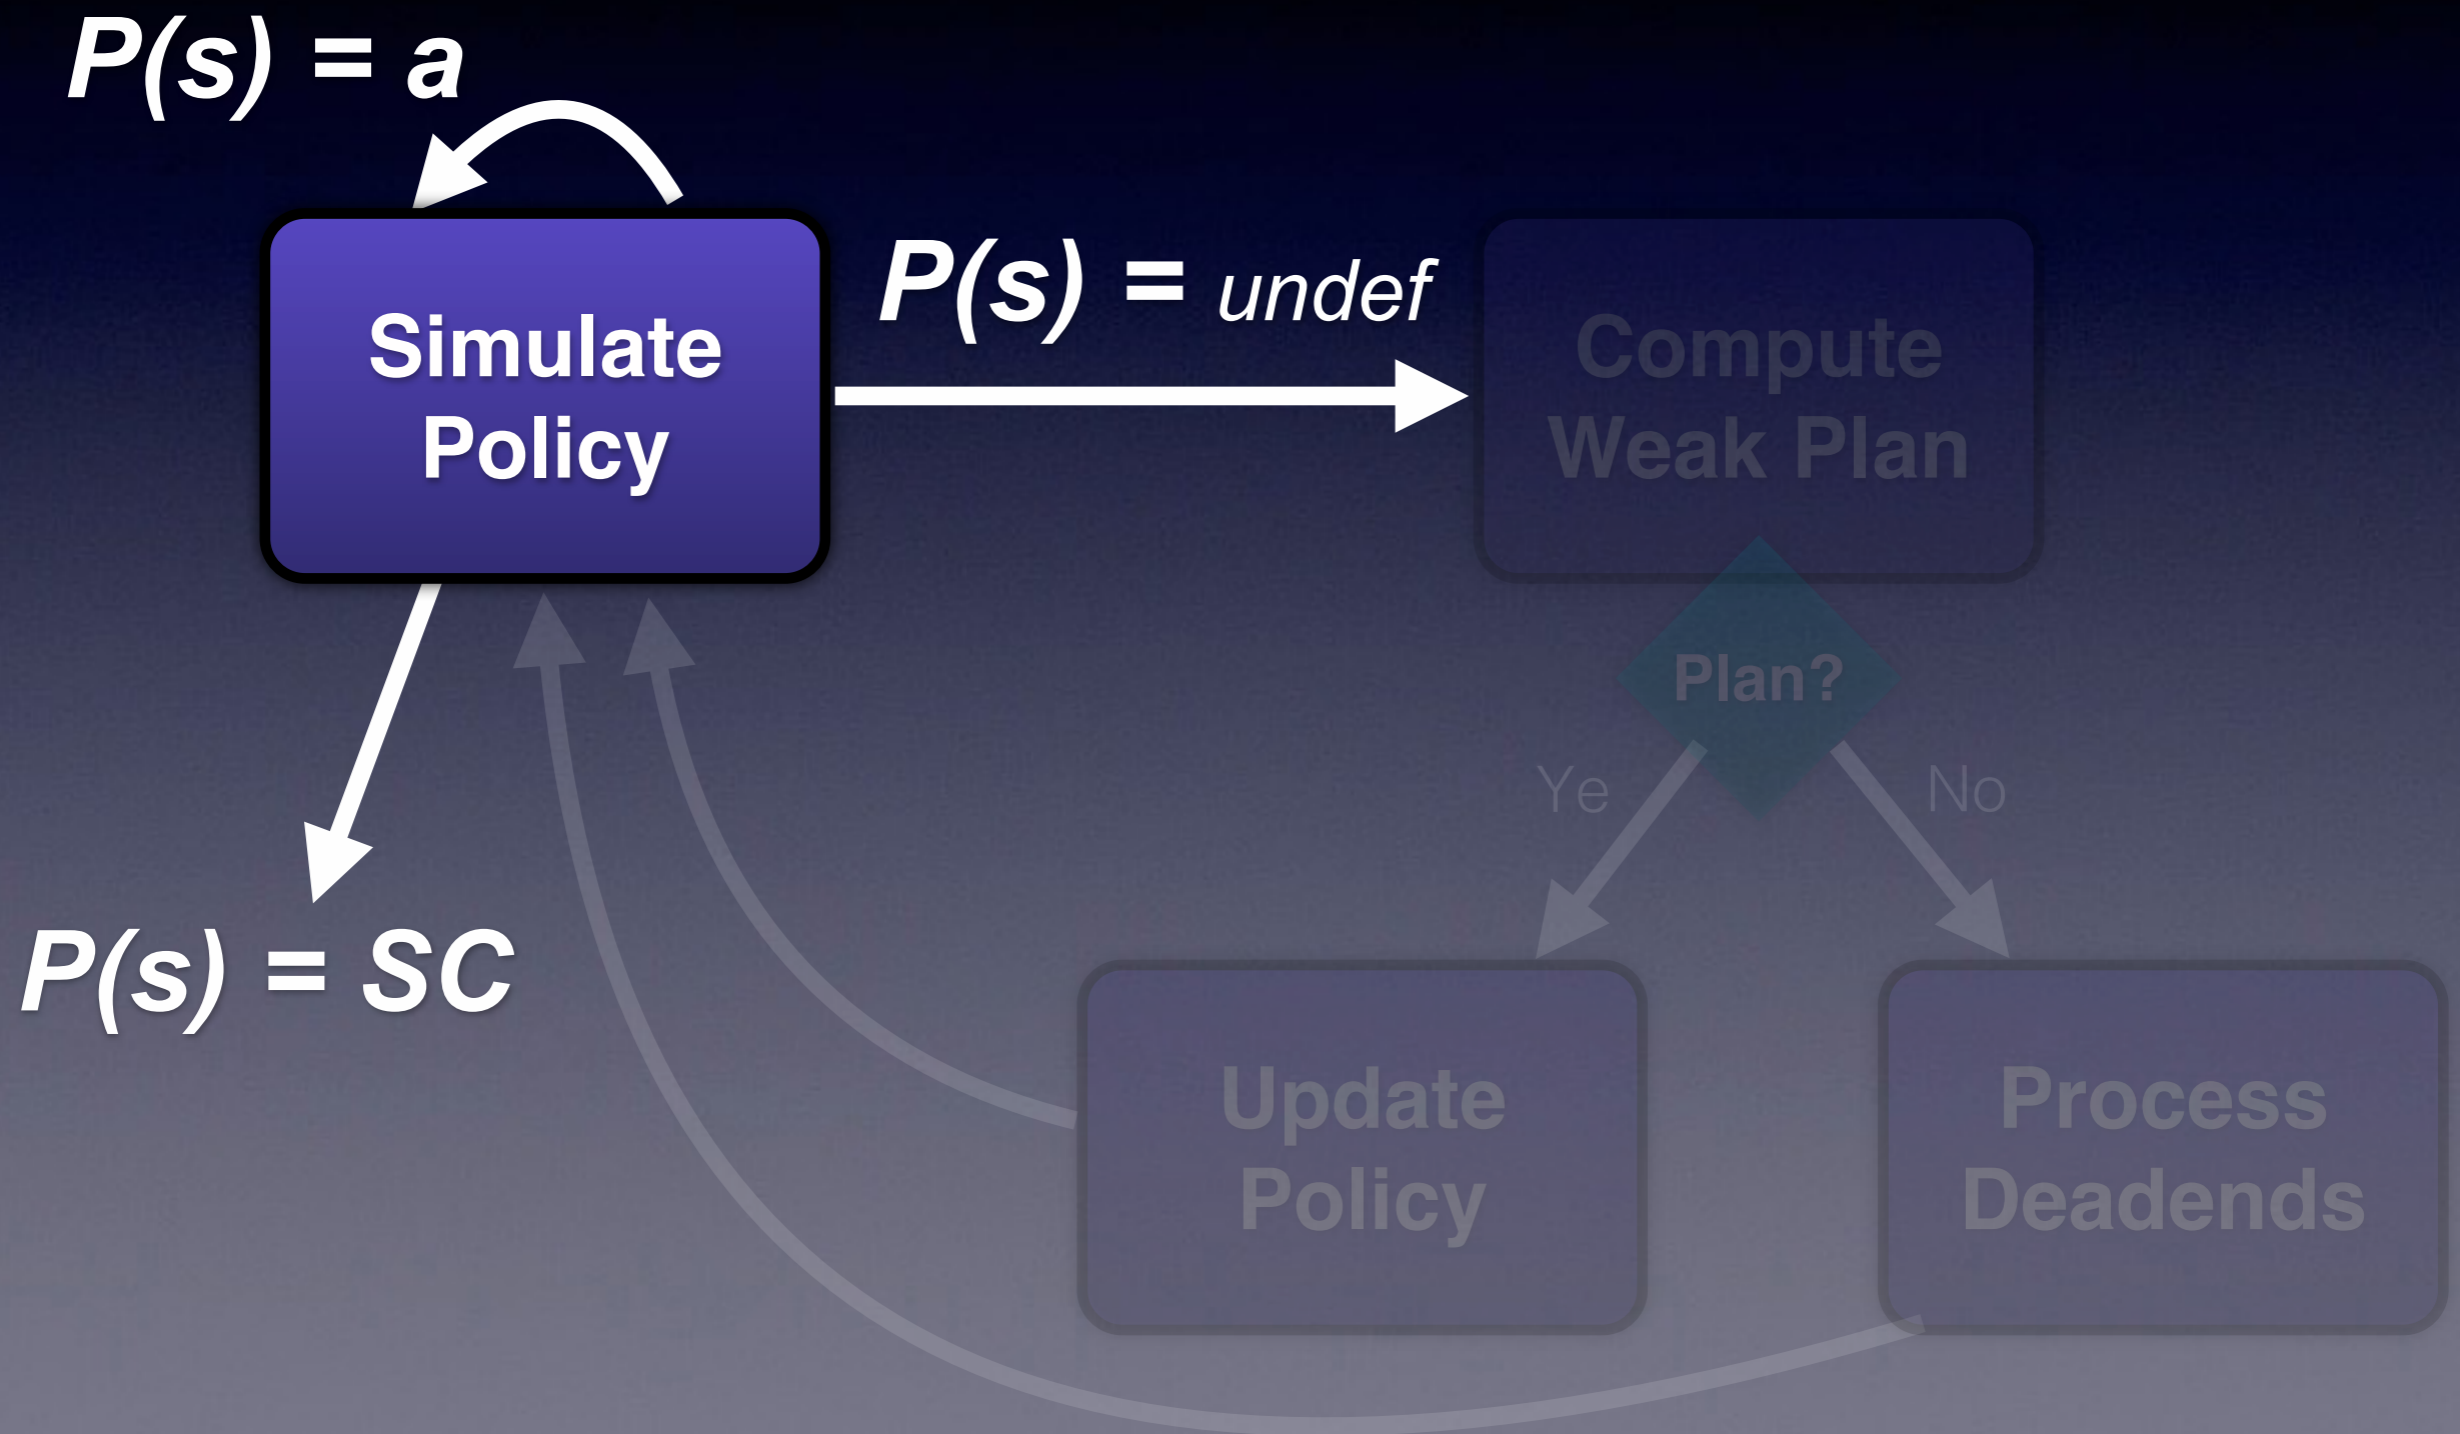 P(s) = a
Simulate
Policy
P(s) = undef
Compute
Weak Plan
Plan?
Ye
No
P(s) = SC
Update
Policy
Process
Deadends